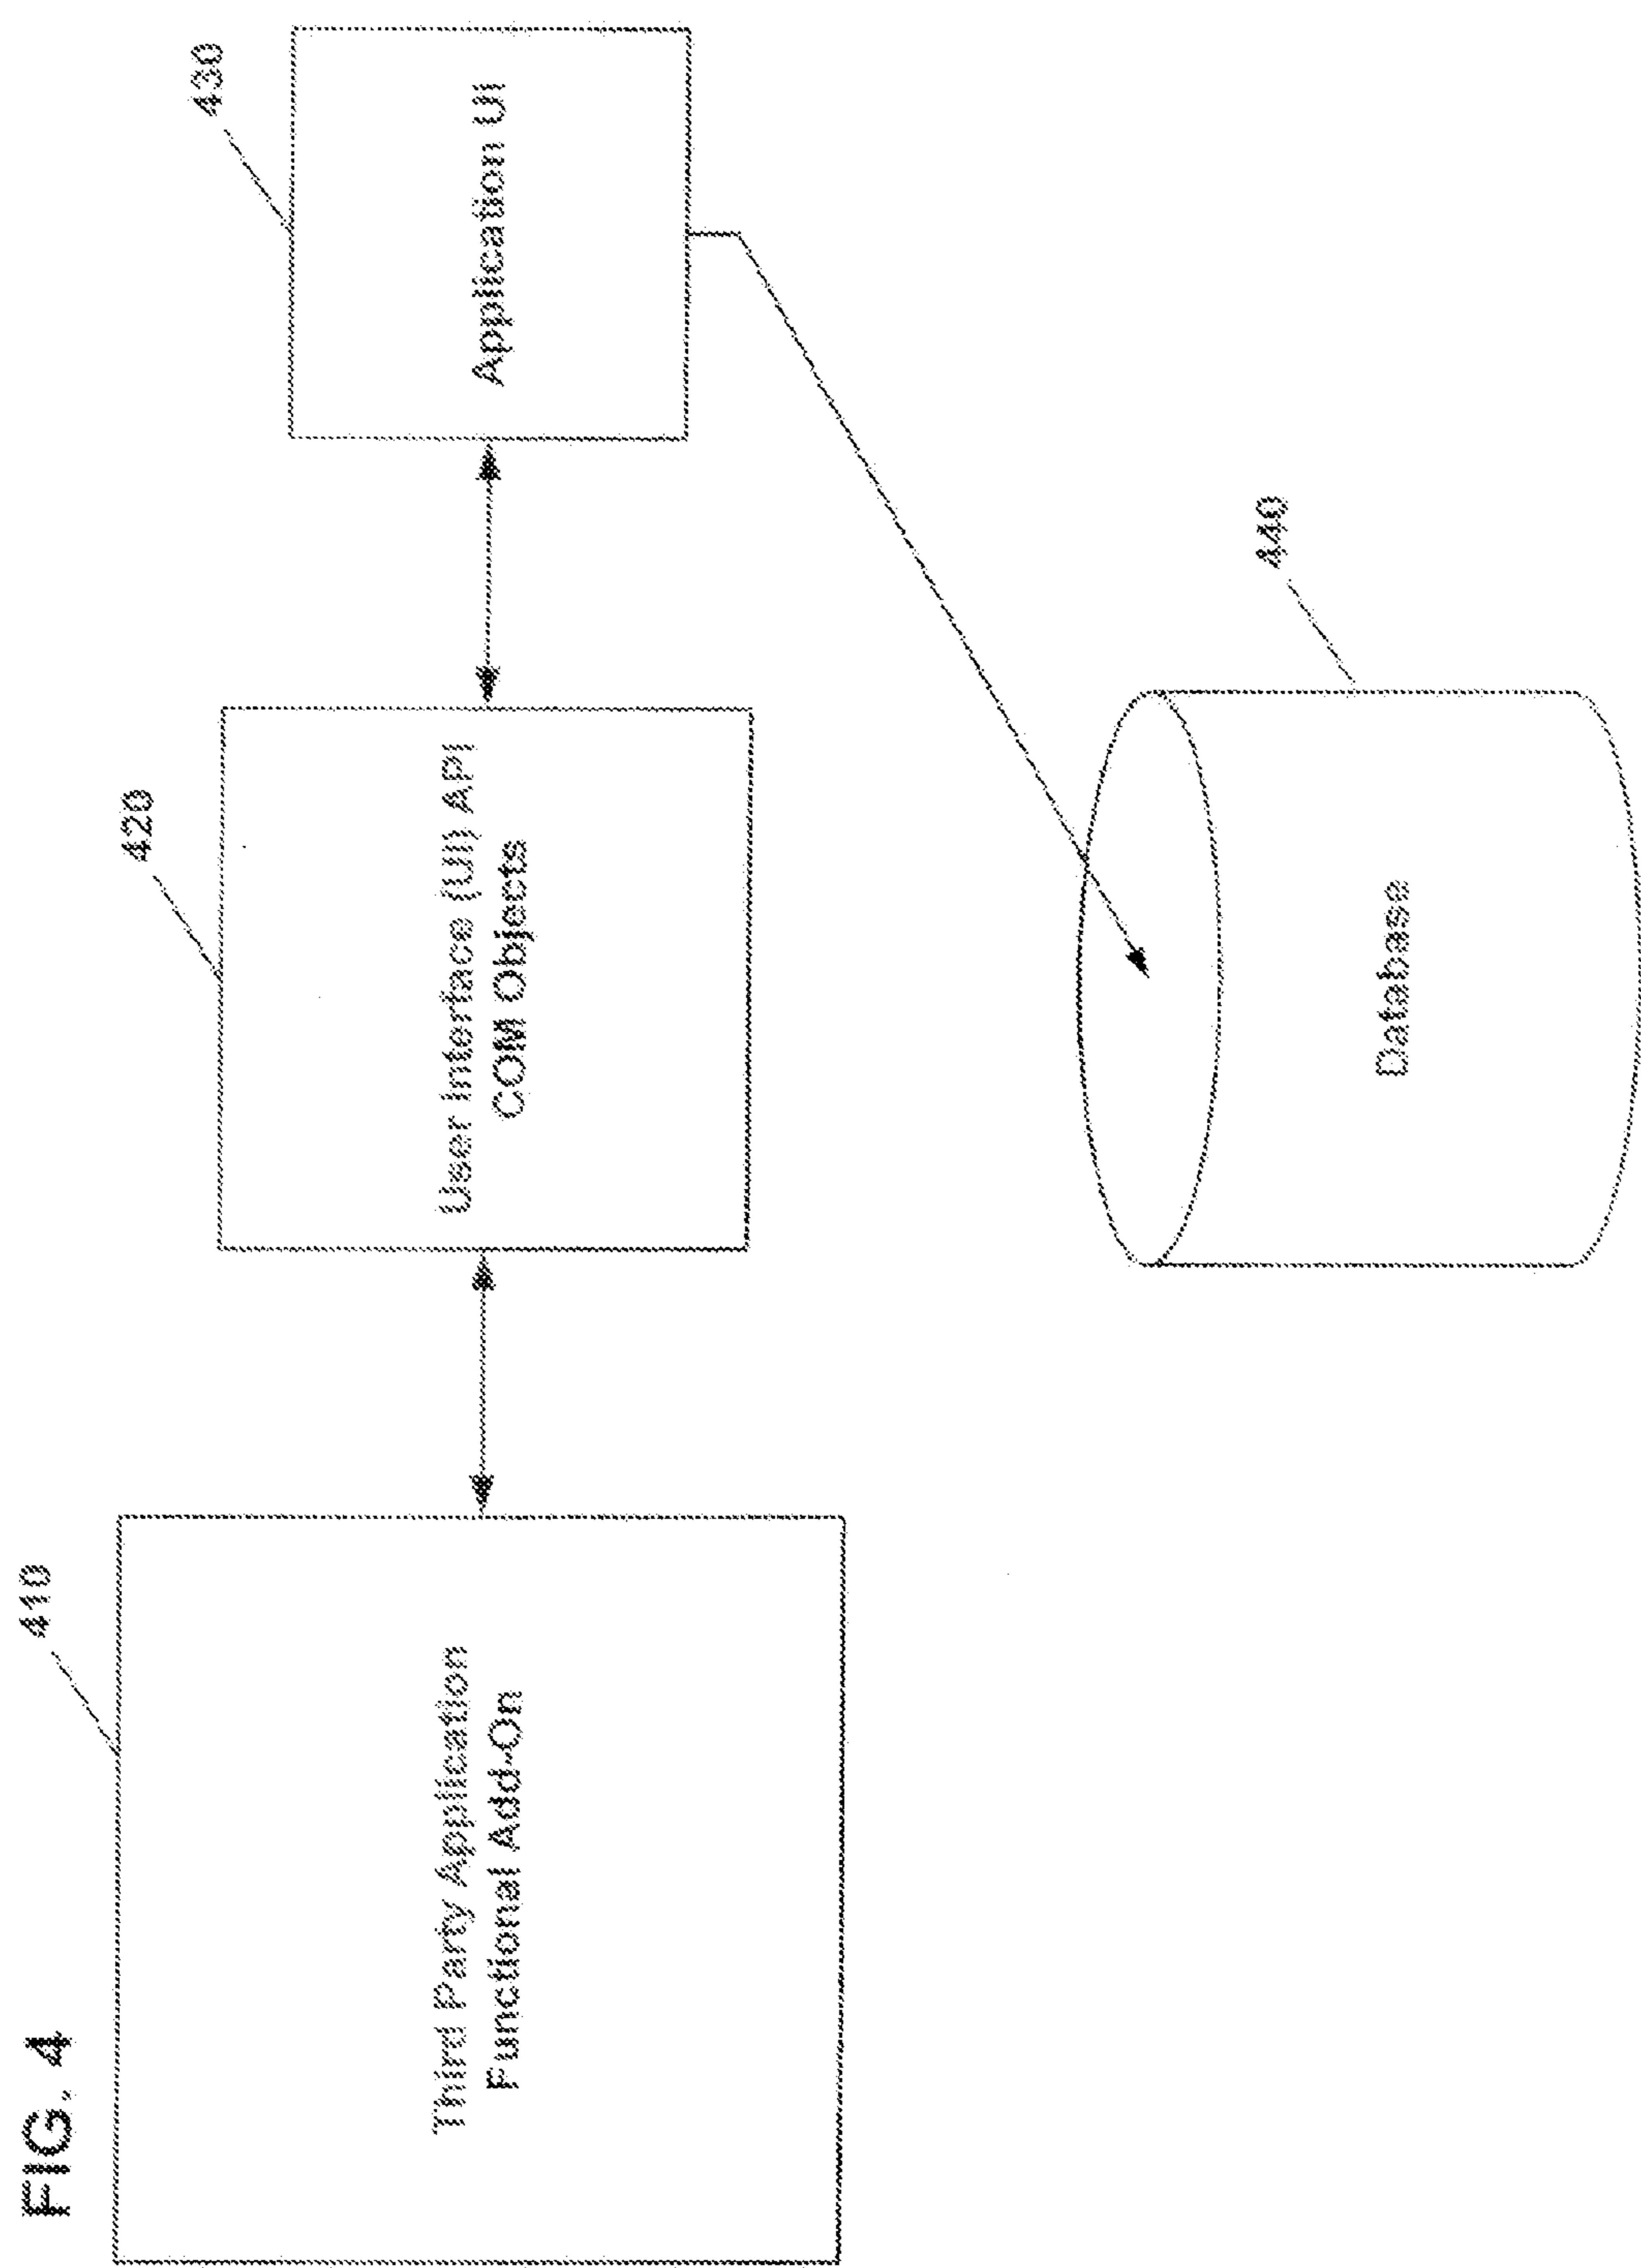 FIG. 4
410
Third Party Application
Functional Add-On
420
User Interface (UI) API
COM Objects
430
Application UI
440
Database